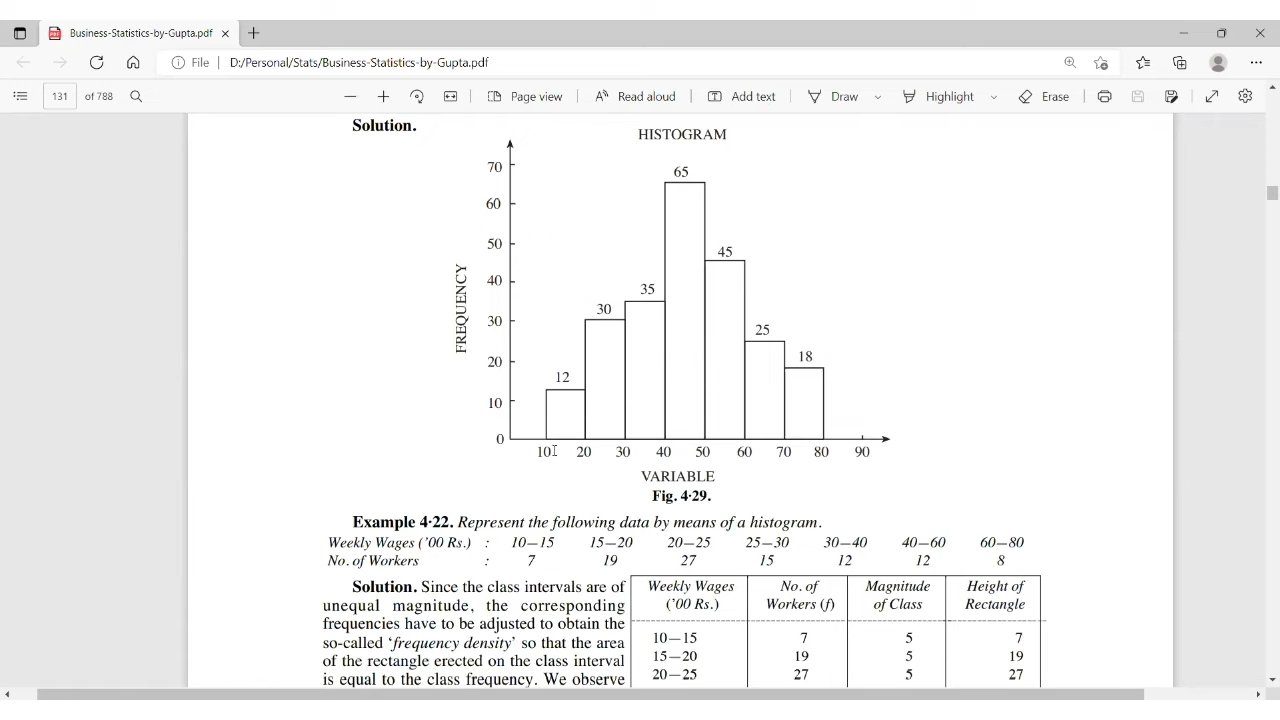 Business-Statistics-by-Gupta.pdf
File | D:/Personal/Stats/Business-Statistics-by-Gupta.pdf
131 of 788 Page view Read aloud Add text Draw Highlight Erase
Solution.
HISTOGRAM
70
60
50
40
30
20
10
0
FREQUENCY
12
30
35
65
45
25
18
10 20 30 40 50 60 70 80 90
VARIABLE
Fig. 4·29.
Example 4·22. Represent the following data by means of a histogram.
Weekly Wages ('00 Rs.) : 10—15 15—20 20—25 25—30 30—40 40—60 60—80
No. of Workers : 7 19 27 15 12 12 8
Solution. Since the class intervals are of
unequal magnitude, the corresponding
frequencies have to be adjusted to obtain the
so-called ‘frequency density’ so that the area
of the rectangle erected on the class interval
is equal to the class frequency. We observe
Weekly Wages No. of Magnitude Height of
('00 Rs.) Workers (f) of Class Rectangle
10—15 7 5 7
15—20 19 5 19
20—25 27 5 27